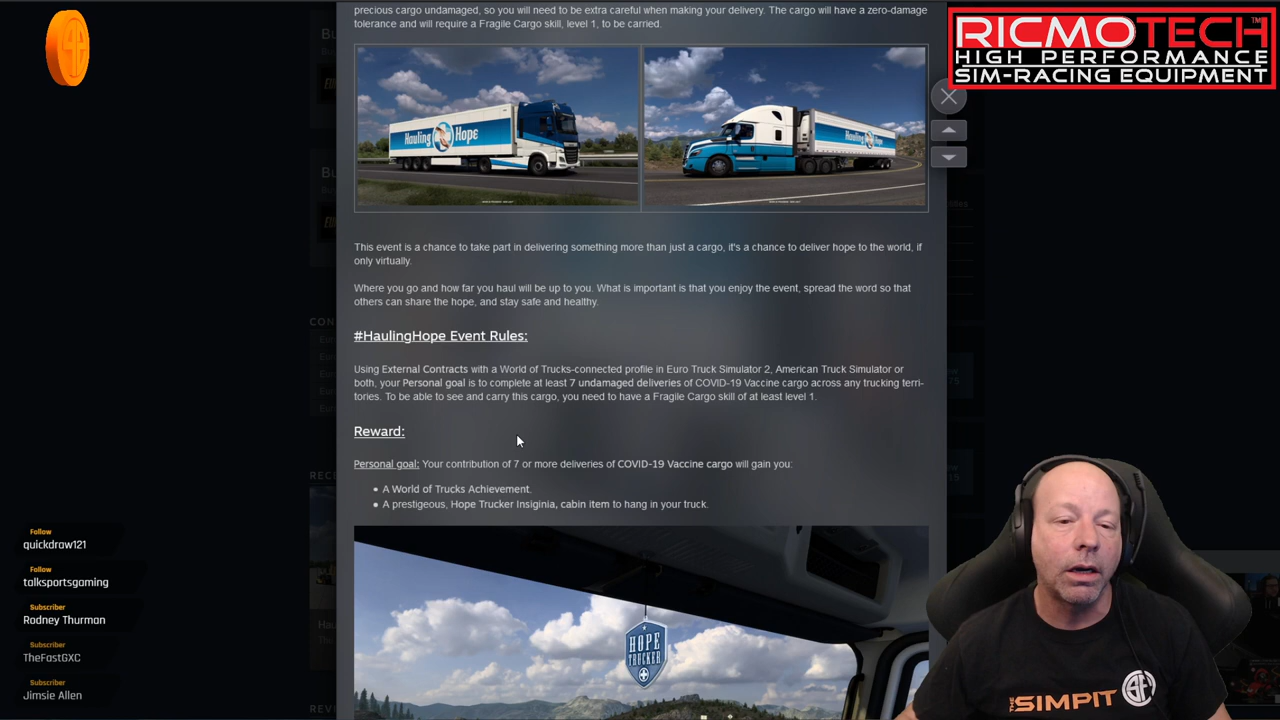 precious cargo undamaged, so you will need to be extra careful when making your delivery. The cargo will have a zero-damage
tolerance and will require a Fragile Cargo skill, level 1, to be carried.
RICMOTECH™
HIGH PERFORMANCE
SIM-RACING EQUIPMENT
Hauling Hope
Hauling Hope
This event is a chance to take part in delivering something more than just a cargo, it's a chance to deliver hope to the world, if
only virtually.
Where you go and how far you haul will be up to you. What is important is that you enjoy the event, spread the word so that
others can share the hope, and stay safe and healthy.
#HaulingHope Event Rules:
Using External Contracts with a World of Trucks-connected profile in Euro Truck Simulator 2, American Truck Simulator or
both, your Personal goal is to complete at least 7 undamaged deliveries of COVID-19 Vaccine cargo across any trucking terri-
tories. To be able to see and carry this cargo, you need to have a Fragile Cargo skill of at least level 1.
Reward:
Personal goal: Your contribution of 7 or more deliveries of COVID-19 Vaccine cargo will gain you:
• A World of Trucks Achievement.
• A prestigeous, Hope Trucker Insiginia, cabin item to hang in your truck.
HOPE
TRUCKER
Follow
quickdraw121
Follow
talksportsgaming
Subscriber
Rodney Thurman
Subscriber
TheFastGXC
Subscriber
Jimsie Allen
THE SIMPIT